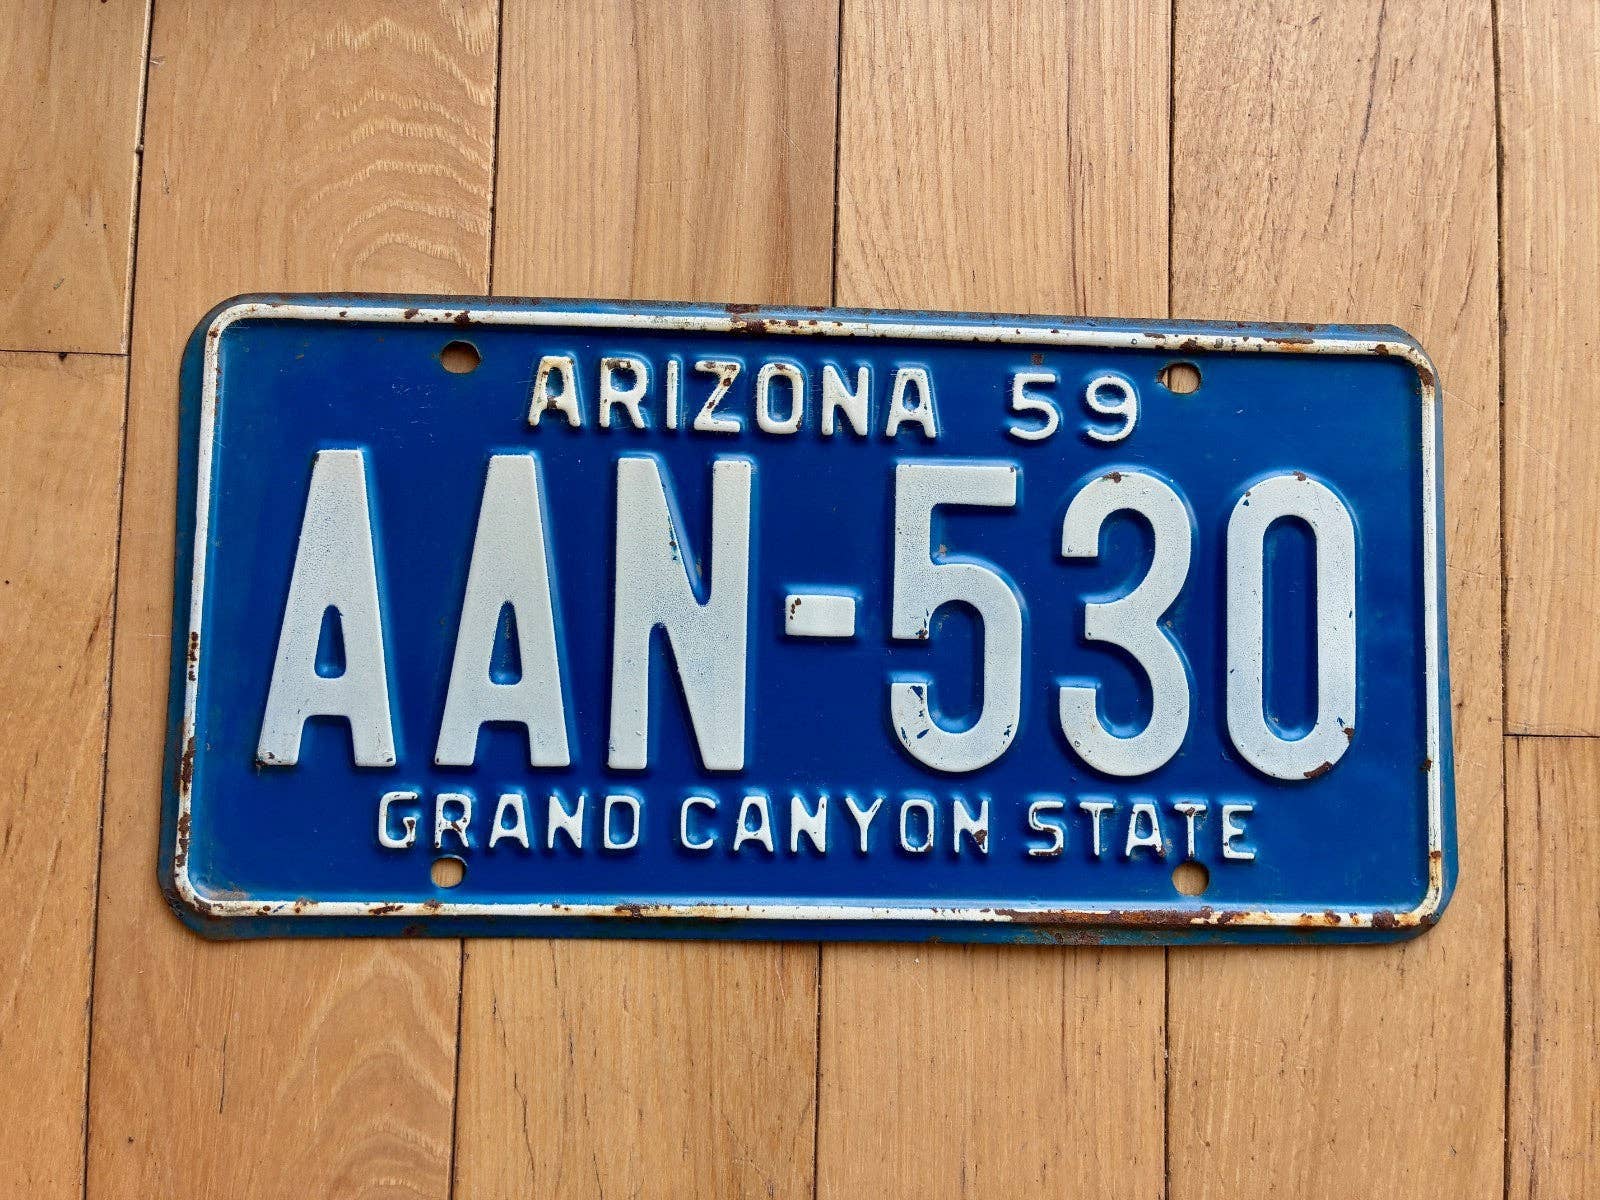 ARIZONA 59
AAN-530
GRAND CANYON STATE